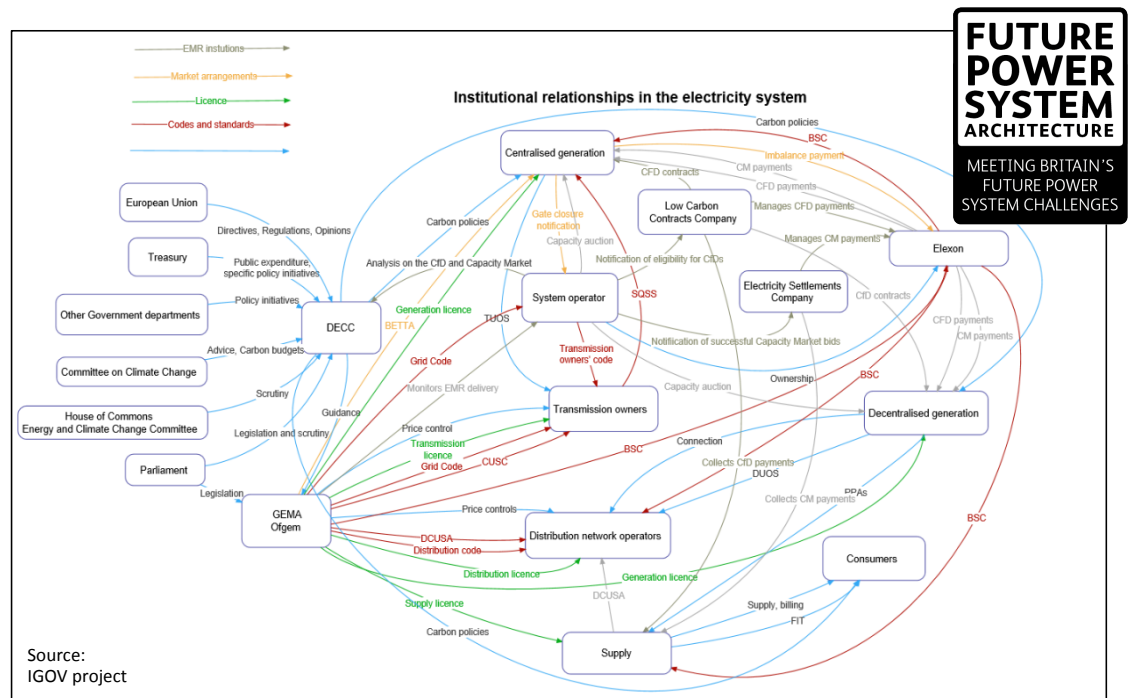 FUTURE
POWER
SYSTEM
ARCHITECTURE
MEETING BRITAIN'S
FUTURE POWER
SYSTEM CHALLENGES
EMR instutions
Market arrangements
Licence
Codes and standards
Institutional relationships in the electricity system
Carbon policies
BSC
Centralised generation
Imbalance payment
CM payments
CFD contracts
CFD payments
European Union
Low Carbon
Contracts Company
Manages CFD payments
Gate closure
notification
Carbon policies
Directives, Regulations, Opinions
Capacity auction
Manages CM payments
Elexon
Treasury
Public expenditure,
specific policy initiatives
Analysis on the CfD and Capacity Market
Notification of eligibility for CfDs
System operator
Electricity Settlements
Company
SQSS
CfD contracts
Other Government departments
Policy initiatives
DECC
Generation licence
BETTA
TUOS
CFD payments
CM payments
Notification of successful Capacity Market bids
Transmission
owners' code
Advice, Carbon budgets
Grid Code
Committee on Climate Change
Monitors EMR delivery
Capacity auction
Ownership
BSC
Scrutiny
House of Commons
Energy and Climate Change Committee
Guidance
Transmission owners
Decentralised generation
Price control
Legislation and scrutiny
Transmission
licence
Connection
BSC
Grid Code
CUSC
Collects CfD payments
DUOS
Parliament
Legislation
PPAs
Collects CM payments
GEMA
Ofgem
Price controls
BSC
Distribution network operators
DCUSA
Distribution code
Consumers
Distribution licence
Generation licence
DCUSA
Supply licence
Supply, billing
FIT
Carbon policies
Supply
Source:
IGOV project